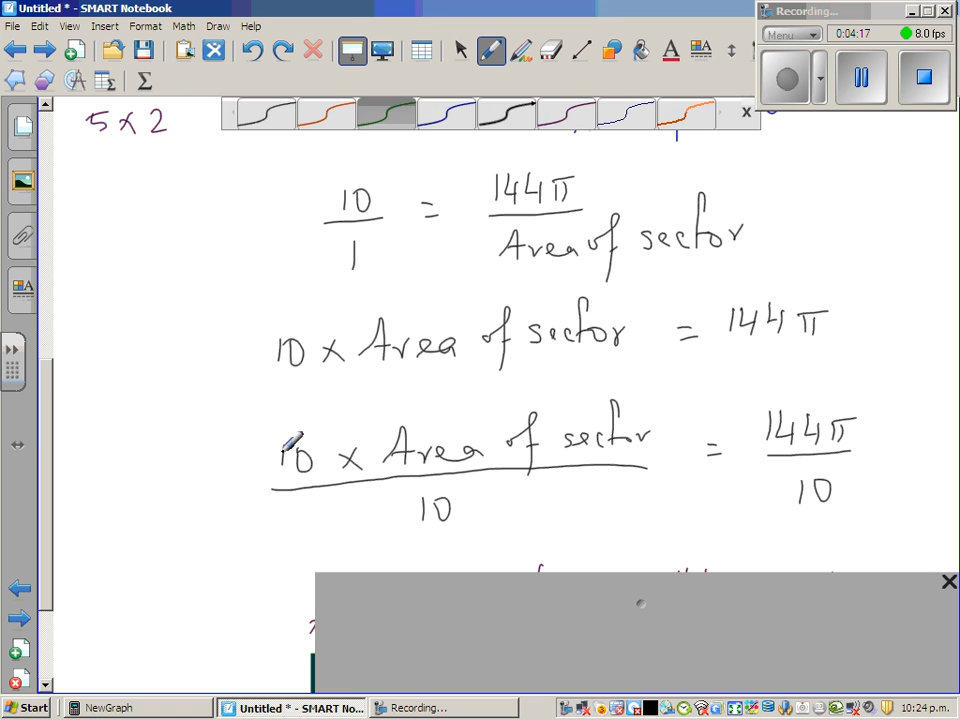 Untitled * - SMART Notebook
Recording...
File Edit View Insert Format Math Draw Help
Menu
0:04:17
8.0 fps
5 × 2
10/1 = 144π/Area of sector
10 × Area of sector = 144π
10 × Area of sector/10 = 144π/10
Start
NewGraph
Untitled * - SMART No...
Recording...
10:24 p.m.